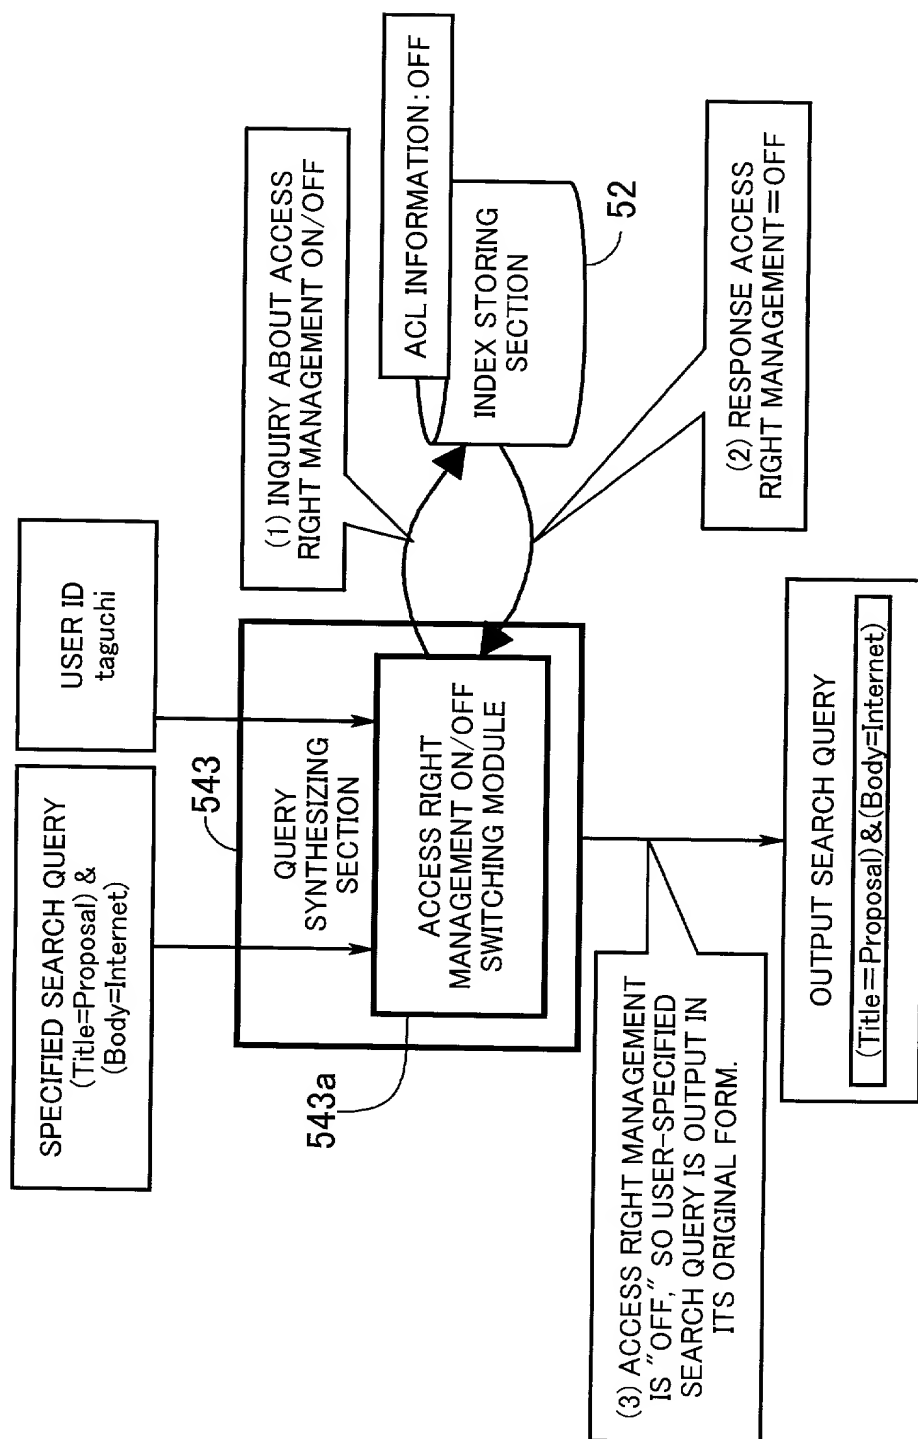 SPECIFIED SEARCH QUERY
(Title=Proposal) &
(Body=Internet)
USER ID
taguchi
543
QUERY
SYNTHESIZING
SECTION
543a
ACCESS RIGHT
MANAGEMENT ON/OFF
SWITCHING MODULE
(1) INQUIRY ABOUT ACCESS
RIGHT MANAGEMENT ON/OFF
ACL INFORMATION: OFF
INDEX STORING
SECTION
52
(2) RESPONSE ACCESS
RIGHT MANAGEMENT=OFF
(3) ACCESS RIGHT MANAGEMENT
IS "OFF," SO USER-SPECIFIED
SEARCH QUERY IS OUTPUT IN
ITS ORIGINAL FORM.
OUTPUT SEARCH QUERY
(Title=Proposal)&(Body=Internet)